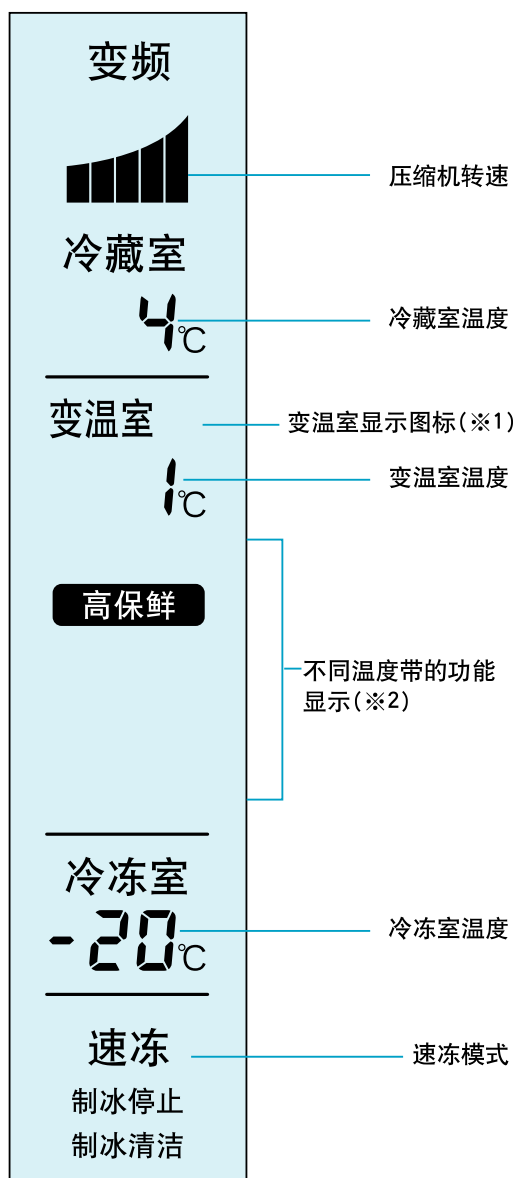 变频
压缩机转速
冷藏室
4℃
冷藏室温度
变温室
变温室显示图标(※1)
1℃
变温室温度
高保鲜
不同温度带的功能
显示(※2)
冷冻室
-20℃
冷冻室温度
速冻
速冻模式
制冰停止
制冰清洁